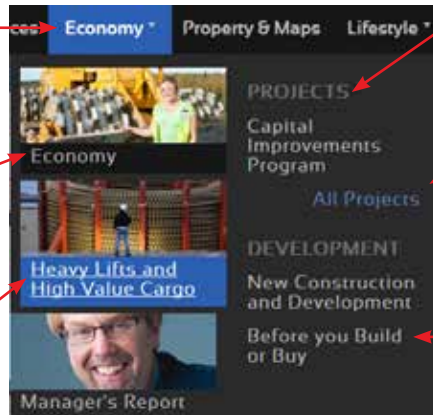 Economy
Property & Maps
Lifestyle
Economy
Heavy Lifts and
High Value Cargo
Manager's Report
PROJECTS
Capital
Improvements
Program
All Projects
DEVELOPMENT
New Construction
and Development
Before you Build
or Buy